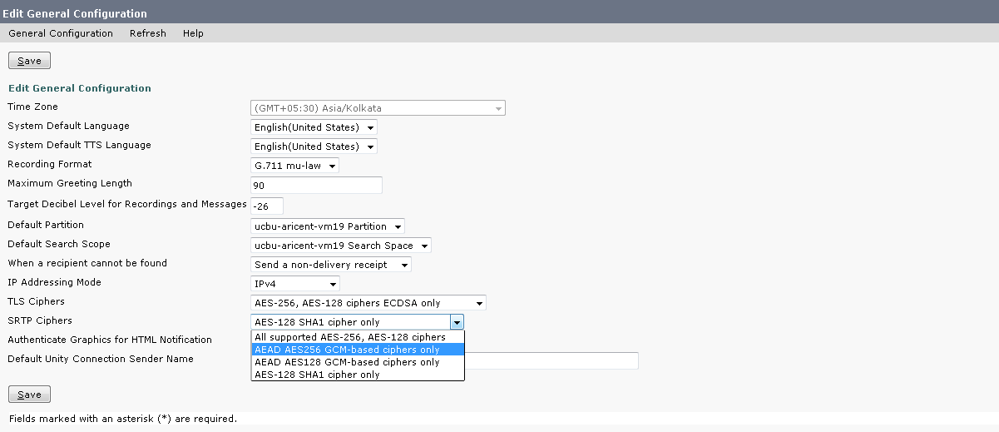 Edit General Configuration
General Configuration Refresh Help
Save
Edit General Configuration
Time Zone (GMT+05:30) Asia/Kolkata
System Default Language English(United States)
System Default TTS Language English(United States)
Recording Format G.711 mu-law
Maximum Greeting Length 90
Target Decibel Level for Recordings and Messages -26
Default Partition ucbu-aricent-vm19 Partition
Default Search Scope ucbu-aricent-vm19 Search Space
When a recipient cannot be found Send a non-delivery receipt
IP Addressing Mode IPv4
TLS Ciphers AES-256, AES-128 ciphers ECDSA only
SRTP Ciphers AES-128 SHA1 cipher only
All supported AES-256, AES-128 ciphers
Authenticate Graphics for HTML Notification
AEAD AES256 GCM-based ciphers only
Default Unity Connection Sender Name AEAD AES128 GCM-based ciphers only
AES-128 SHA1 cipher only
Save
Fields marked with an asterisk (*) are required.